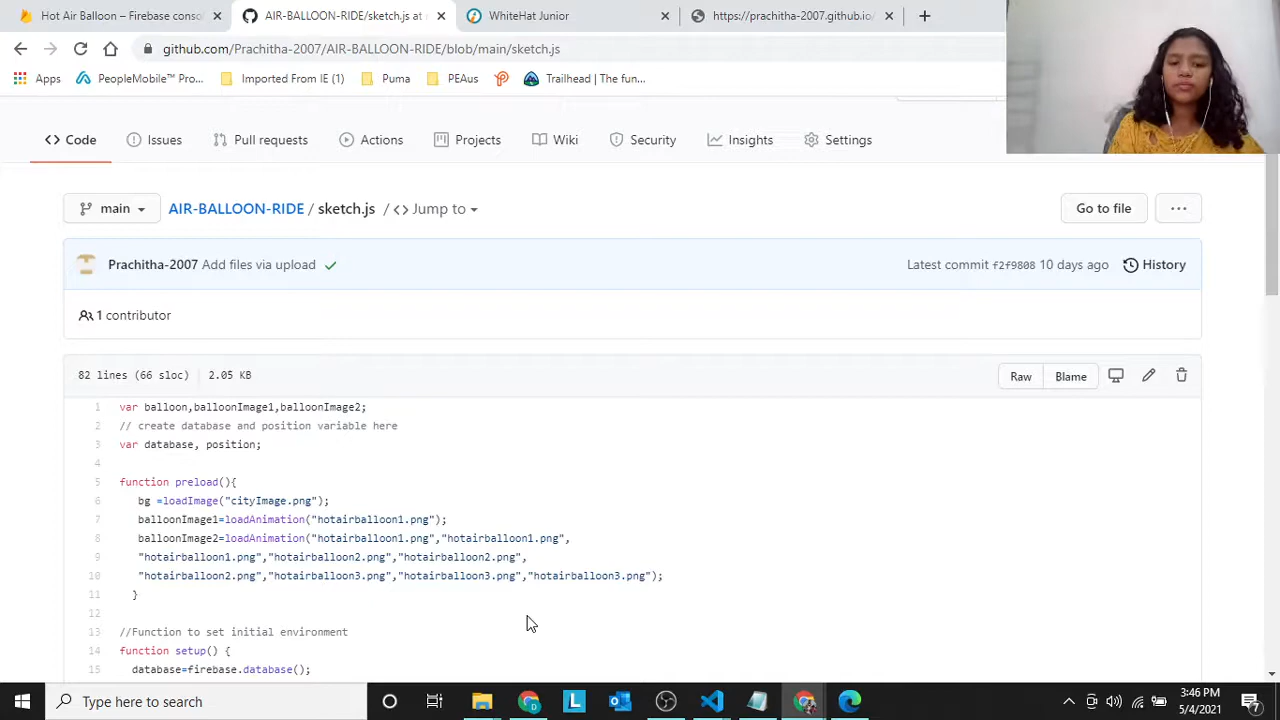 Hot Air Balloon – Firebase conso
AIR-BALLOON-RIDE/sketch.js at
WhiteHat Junior
https://prachitha-2007.github.io/
github.com/Prachitha-2007/AIR-BALLOON-RIDE/blob/main/sketch.js
Apps
PeopleMobile™ Pro...
Imported From IE (1)
Puma
PEAus
Trailhead | The fun...
Code
Issues
Pull requests
Actions
Projects
Wiki
Security
Insights
Settings
main
AIR-BALLOON-RIDE / sketch.js / <> Jump to
Go to file
...
Prachitha-2007 Add files via upload
Latest commit f2f9808 10 days ago
History
1 contributor
82 lines (66 sloc) 2.05 KB
Raw
Blame
1 var balloon,balloonImage1,balloonImage2;
2 // create database and position variable here
3 var database, position;
4
5 function preload(){
6 bg =loadImage("cityImage.png");
7 balloonImage1=loadAnimation("hotairballoon1.png");
8 balloonImage2=loadAnimation("hotairballoon1.png","hotairballoon1.png",
9 "hotairballoon1.png","hotairballoon2.png","hotairballoon2.png",
10 "hotairballoon2.png","hotairballoon3.png","hotairballoon3.png","hotairballoon3.png");
11 }
12
13 //Function to set initial environment
14 function setup() {
15 database=firebase.database();
Type here to search
3:46 PM
5/4/2021
7